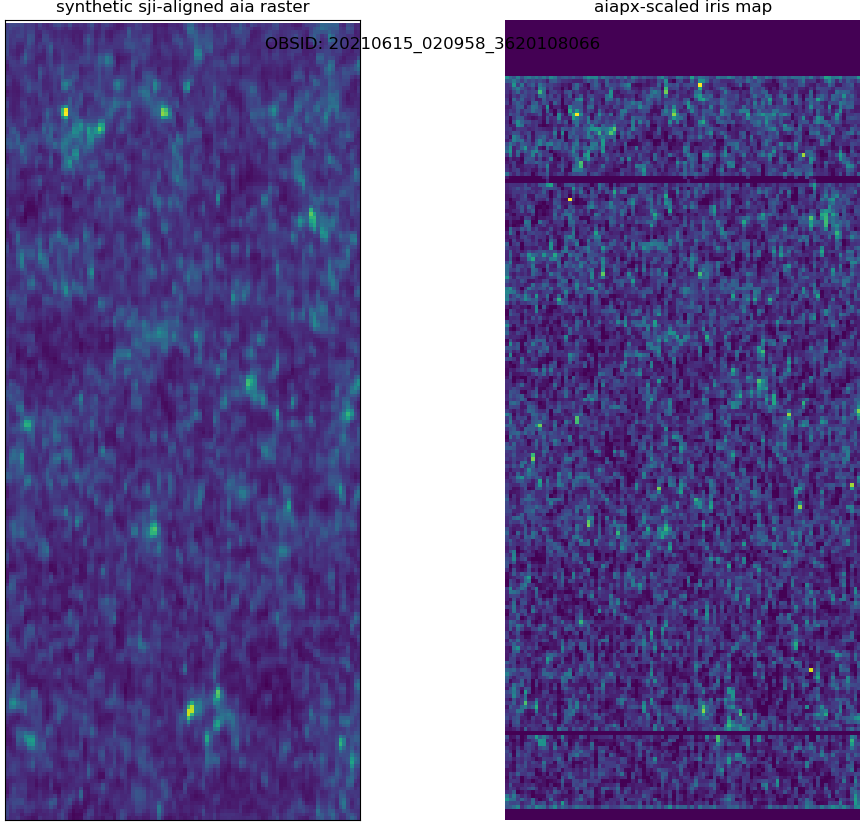 synthetic sji-aligned aia raster
aiapx-scaled iris map
OBSID: 20210615_020958_3620108066